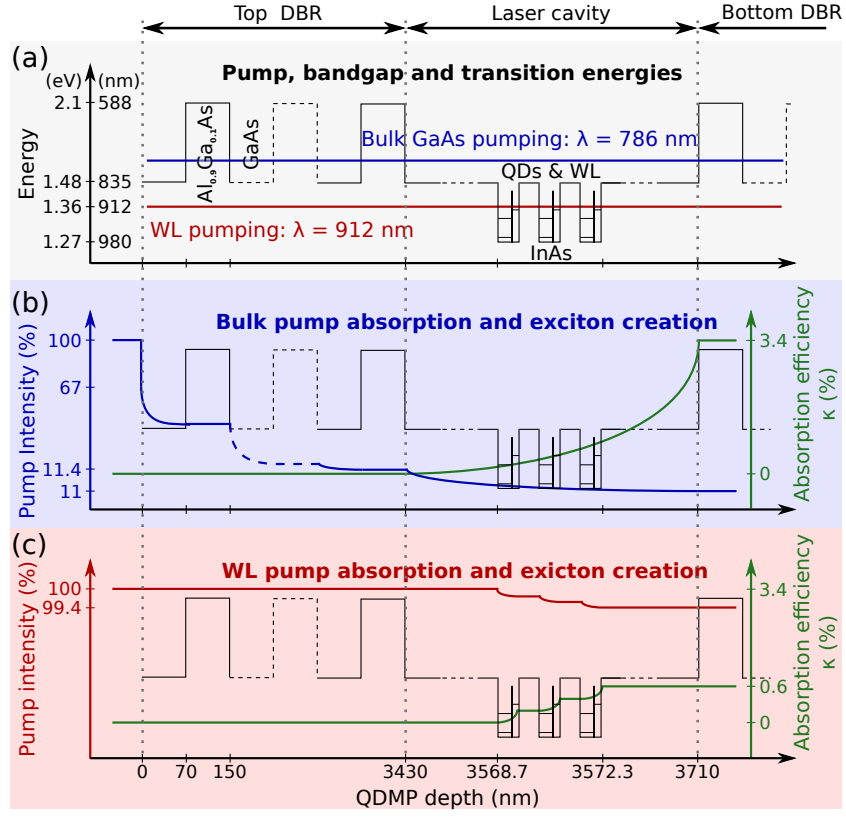 Top DBR
Laser cavity
Bottom DBR
(a)
(eV) (nm)
Pump, bandgap and transition energies
2.1 588
1.48 835
1.36 912
1.27 980
Energy
Al0.9Ga0.1As
GaAs
Bulk GaAs pumping: λ = 786 nm
QDs & WL
WL pumping: λ = 912 nm
InAs
(b)
Bulk pump absorption and exciton creation
Pump Intensity (%)
100
67
11.4
11
3.4
0
Absorption efficiency
κ (%)
(c)
WL pump absorption and exicton creation
Pump intensity (%)
100
99.4
3.4
0.6
0
Absorption efficiency
κ (%)
0 70 150 3430 3568.7 3572.3 3710
QDMP depth (nm)